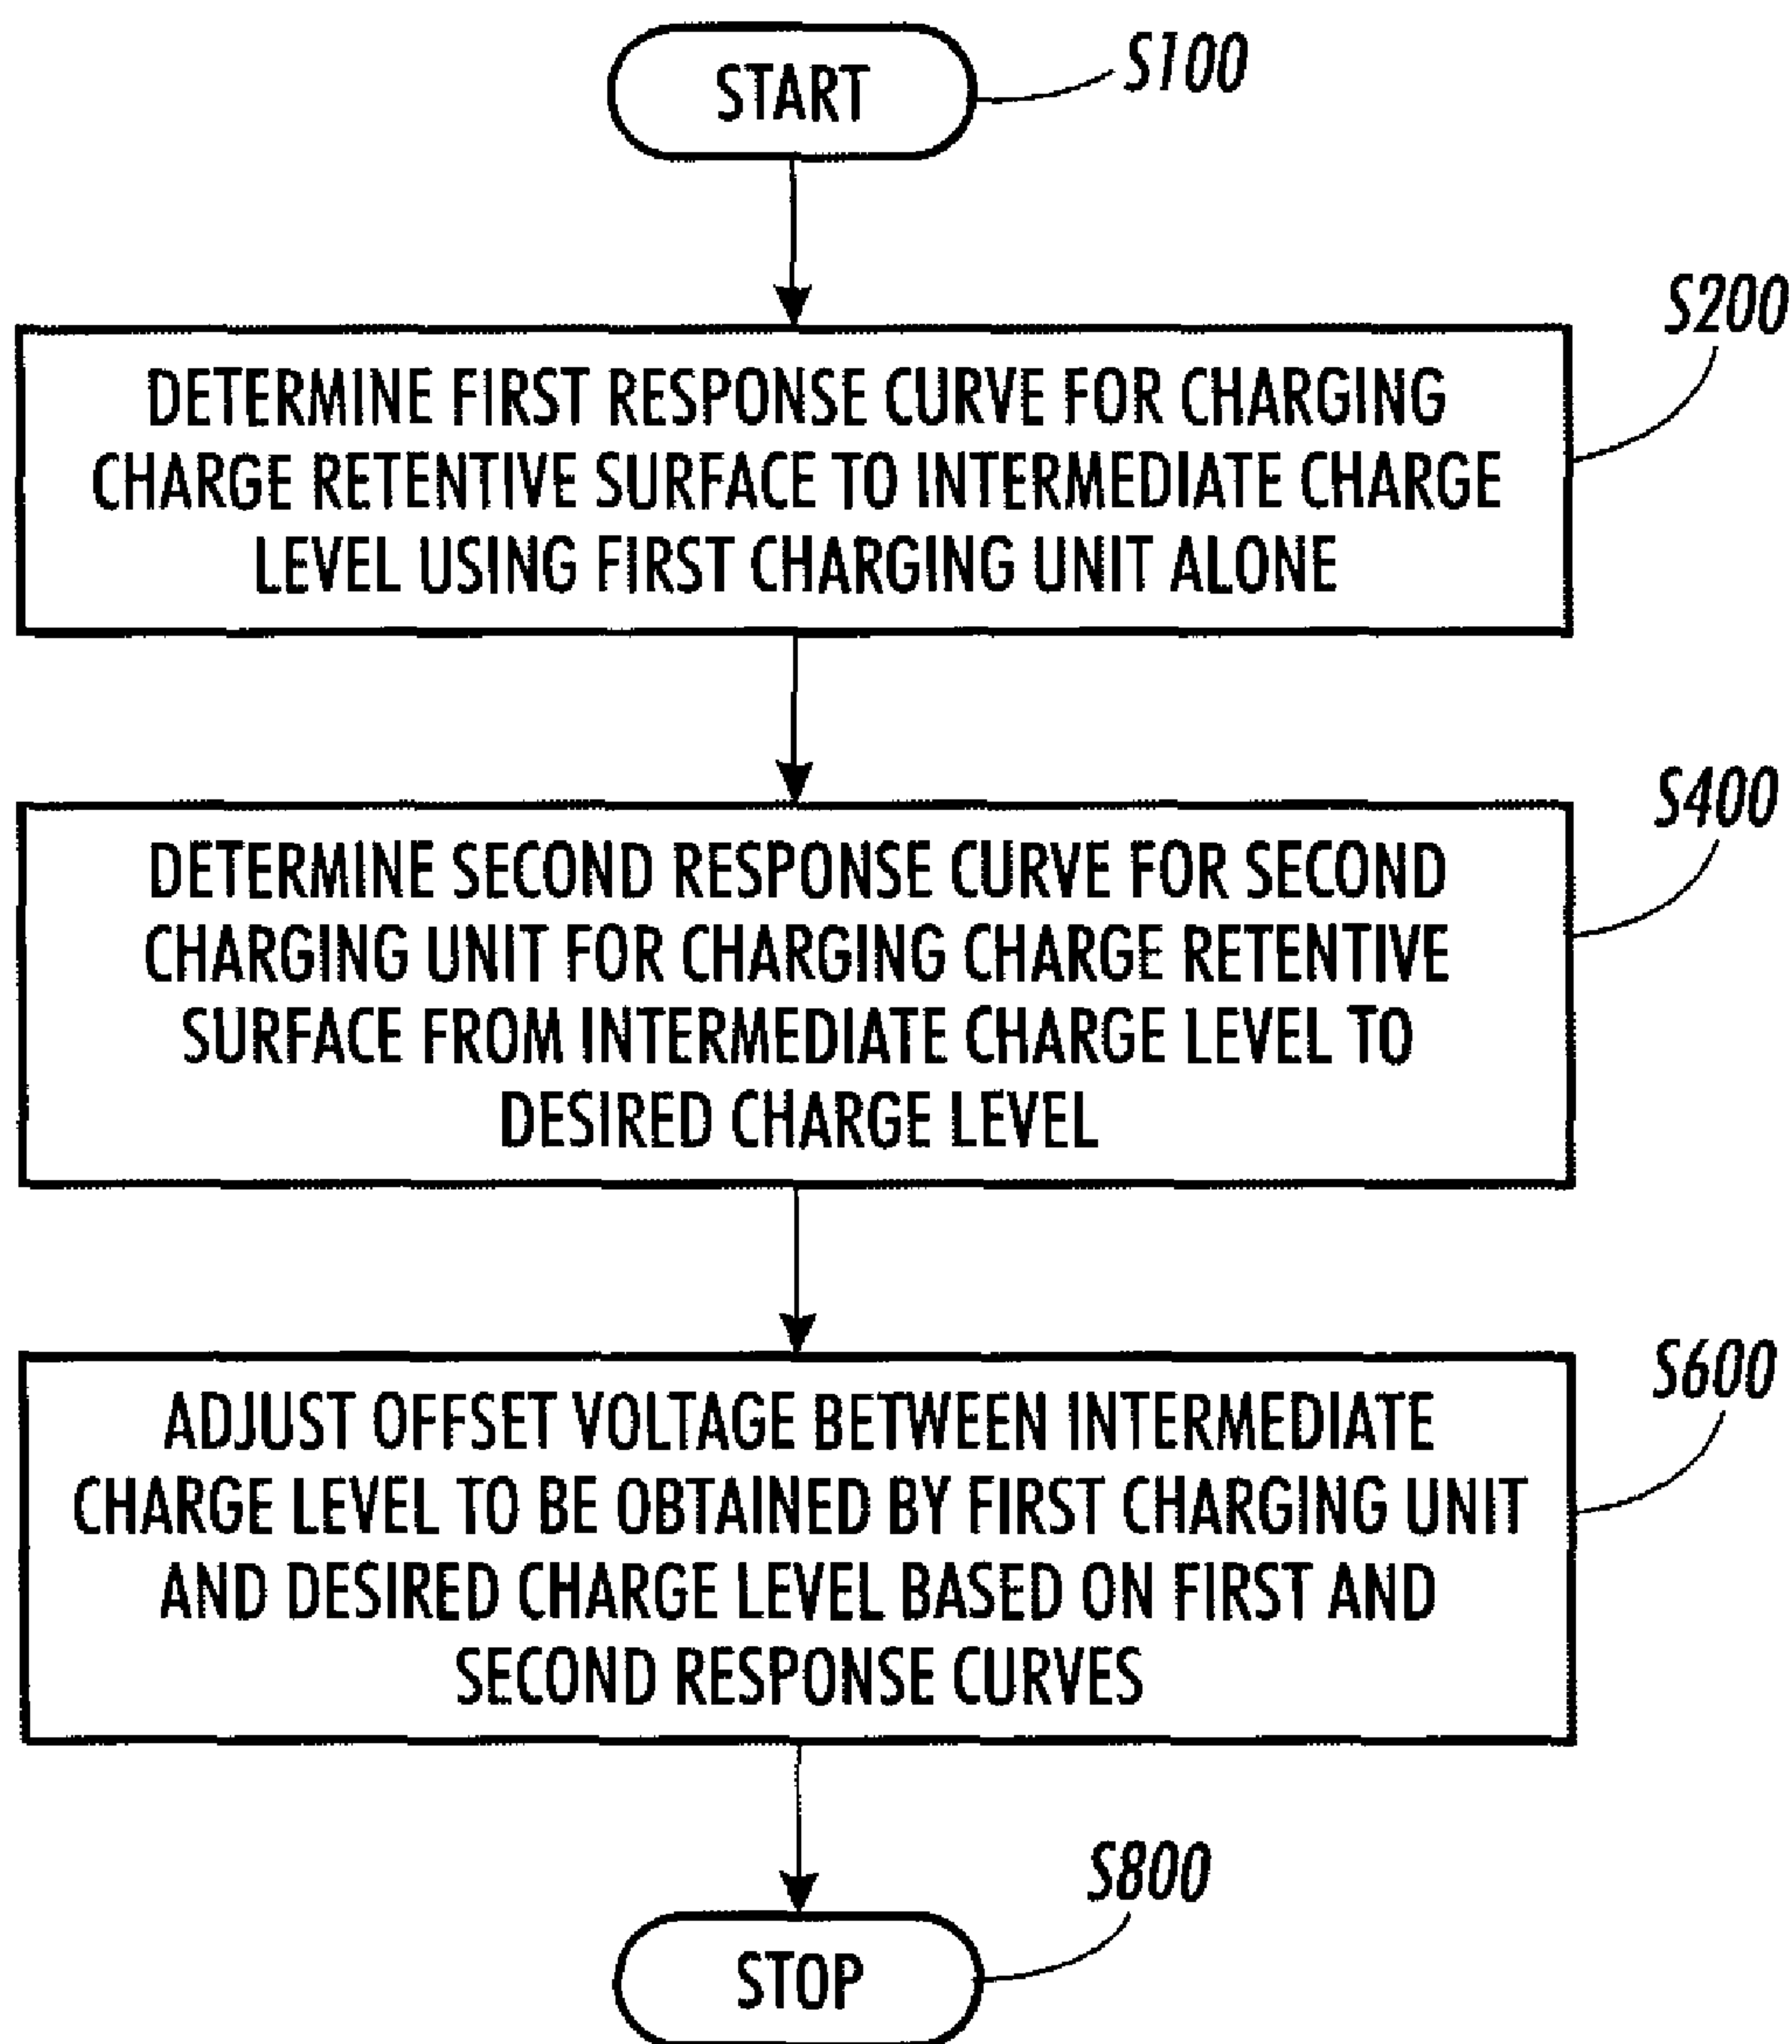 START
S100
S200
DETERMINE FIRST RESPONSE CURVE FOR CHARGING
CHARGE RETENTIVE SURFACE TO INTERMEDIATE CHARGE
LEVEL USING FIRST CHARGING UNIT ALONE
S400
DETERMINE SECOND RESPONSE CURVE FOR SECOND
CHARGING UNIT FOR CHARGING CHARGE RETENTIVE
SURFACE FROM INTERMEDIATE CHARGE LEVEL TO
DESIRED CHARGE LEVEL
S600
ADJUST OFFSET VOLTAGE BETWEEN INTERMEDIATE
CHARGE LEVEL TO BE OBTAINED BY FIRST CHARGING UNIT
AND DESIRED CHARGE LEVEL BASED ON FIRST AND
SECOND RESPONSE CURVES
S800
STOP